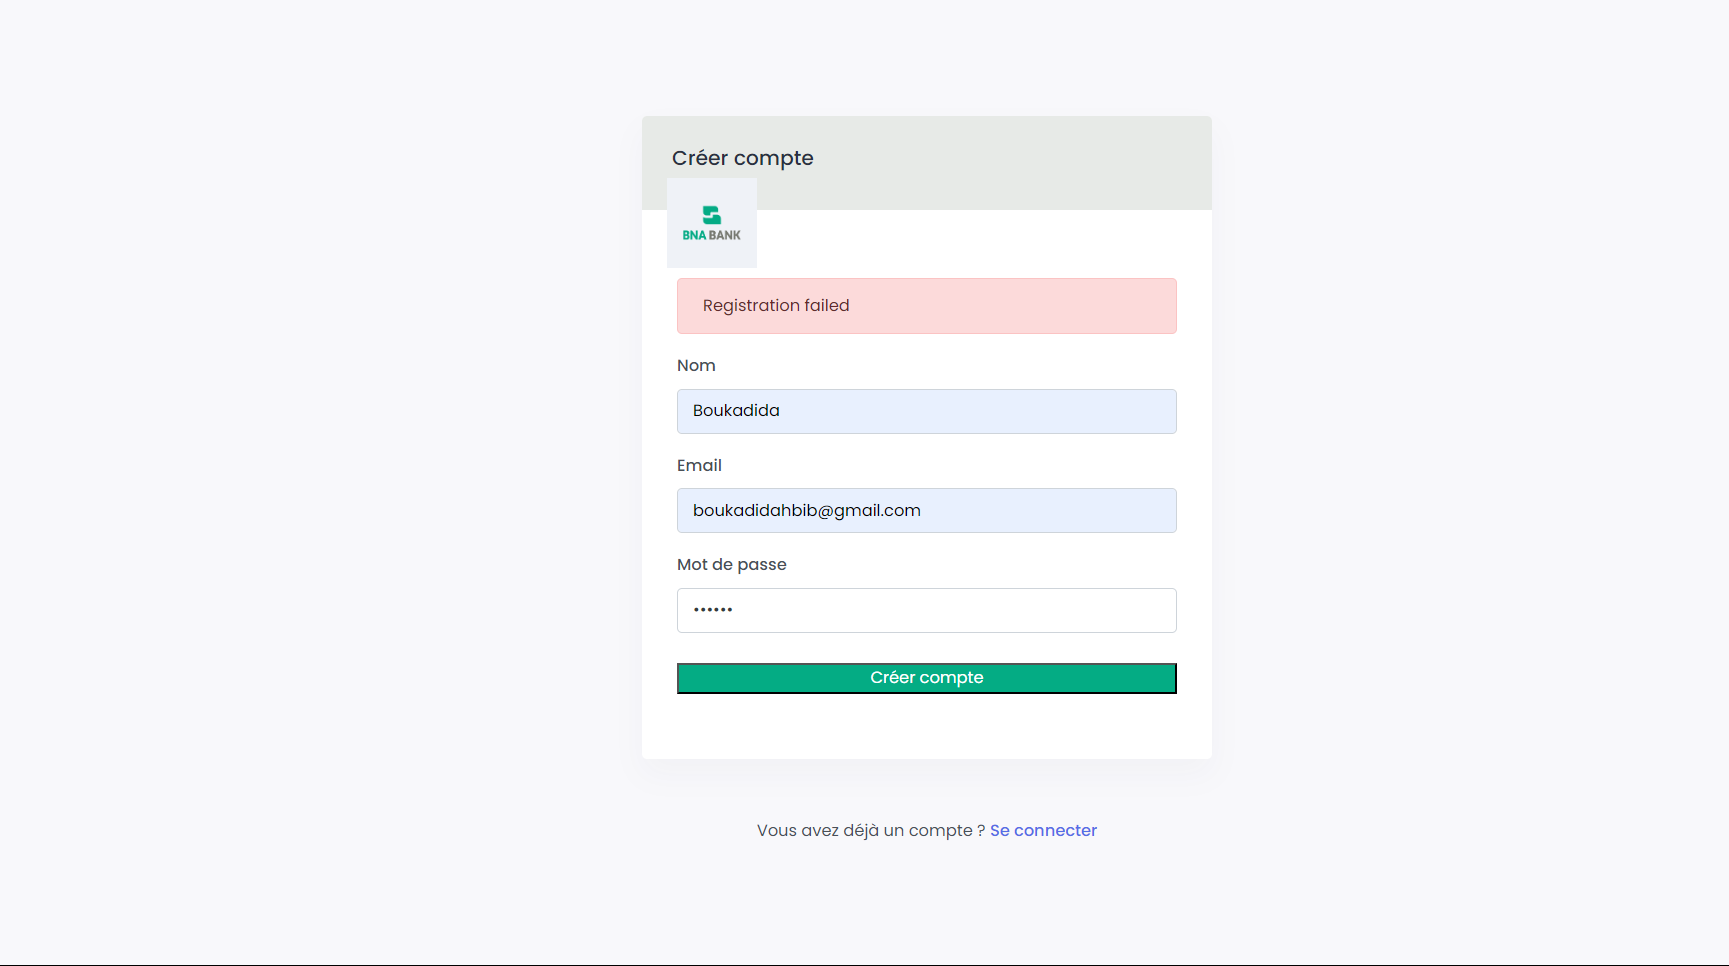 Créer compte
BNA BANK
Registration failed
Nom
Boukadida
Email
boukadidahbib@gmail.com
Mot de passe
••••••
Créer compte
Vous avez déjà un compte ? Se connecter